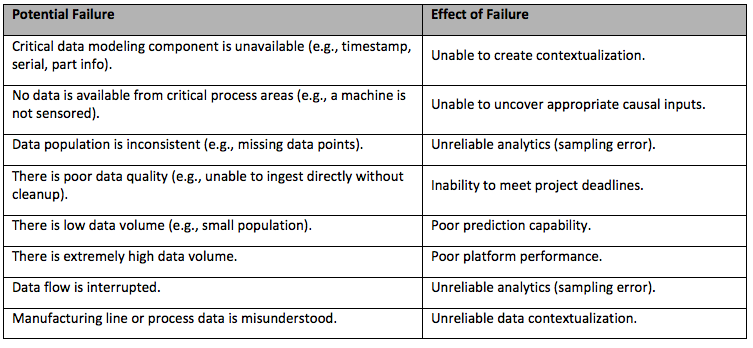 Potential Failure
Effect of Failure
Critical data modeling component is unavailable (e.g., timestamp,
serial, part info).
Unable to create contextualization.
No data is available from critical process areas (e.g., a machine is
not sensored).
Unable to uncover appropriate causal inputs.
Data population is inconsistent (e.g., missing data points).
Unreliable analytics (sampling error).
There is poor data quality (e.g., unable to ingest directly without
cleanup).
Inability to meet project deadlines.
There is low data volume (e.g., small population).
Poor prediction capability.
There is extremely high data volume.
Poor platform performance.
Data flow is interrupted.
Unreliable analytics (sampling error).
Manufacturing line or process data is misunderstood.
Unreliable data contextualization.